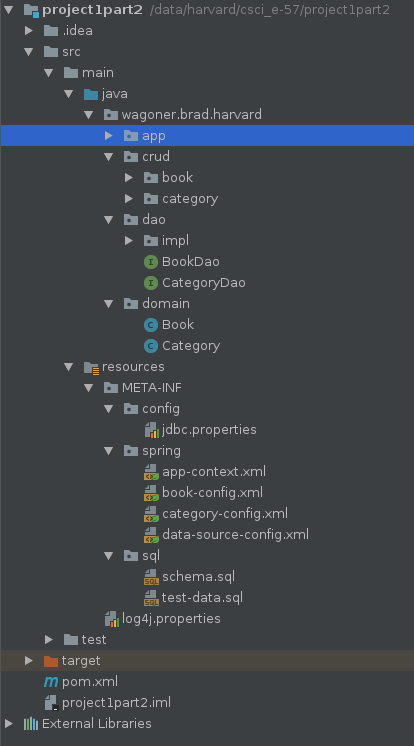 project1part2 /data/harvard/csci_e-57/project1part2
.idea
src
main
java
wagoner.brad.harvard
app
crud
book
category
dao
impl
I BookDao
I CategoryDao
domain
C Book
C Category
resources
META-INF
config
jdbc.properties
spring
app-context.xml
book-config.xml
category-config.xml
data-source-config.xml
sql
SQL schema.sql
SQL test-data.sql
log4j.properties
test
target
m pom.xml
project1part2.iml
External Libraries